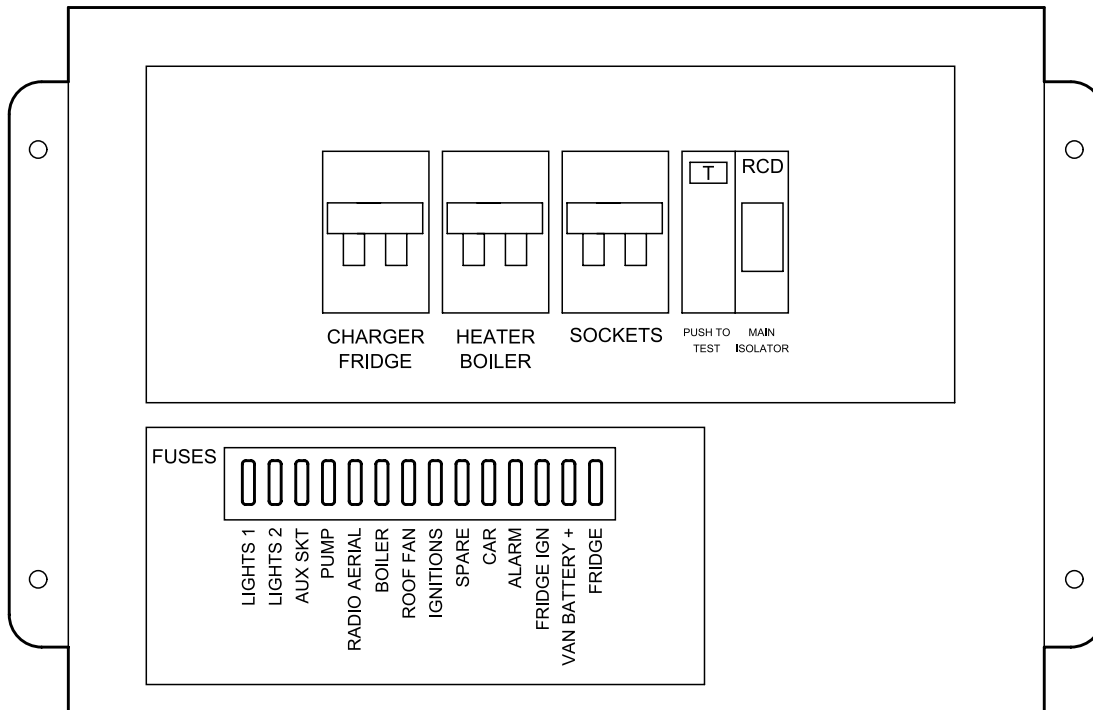 T
RCD
CHARGER
FRIDGE
HEATER
BOILER
SOCKETS
PUSH TO
TEST
MAIN
ISOLATOR
FUSES
LIGHTS 1
LIGHTS 2
AUX SKT
PUMP
RADIO AERIAL
BOILER
ROOF FAN
IGNITIONS
SPARE
CAR
ALARM
FRIDGE IGN
VAN BATTERY +
FRIDGE